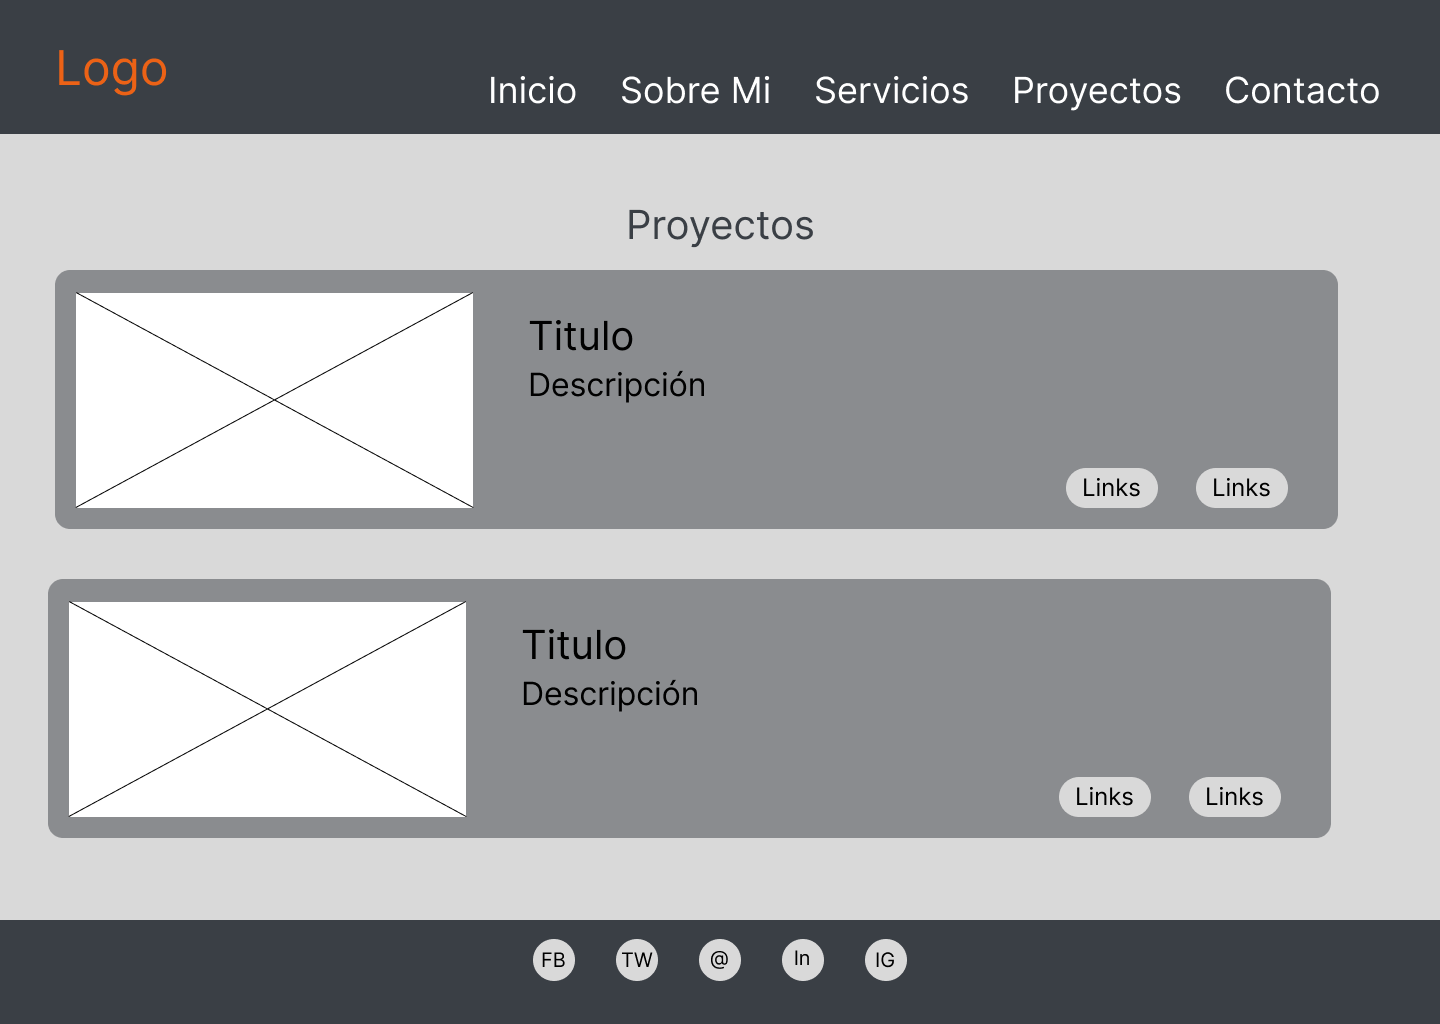 Logo
Inicio Sobre Mi Servicios Proyectos Contacto
Proyectos
Titulo
Descripción
Links Links
Titulo
Descripción
Links Links
FB TW @ In IG